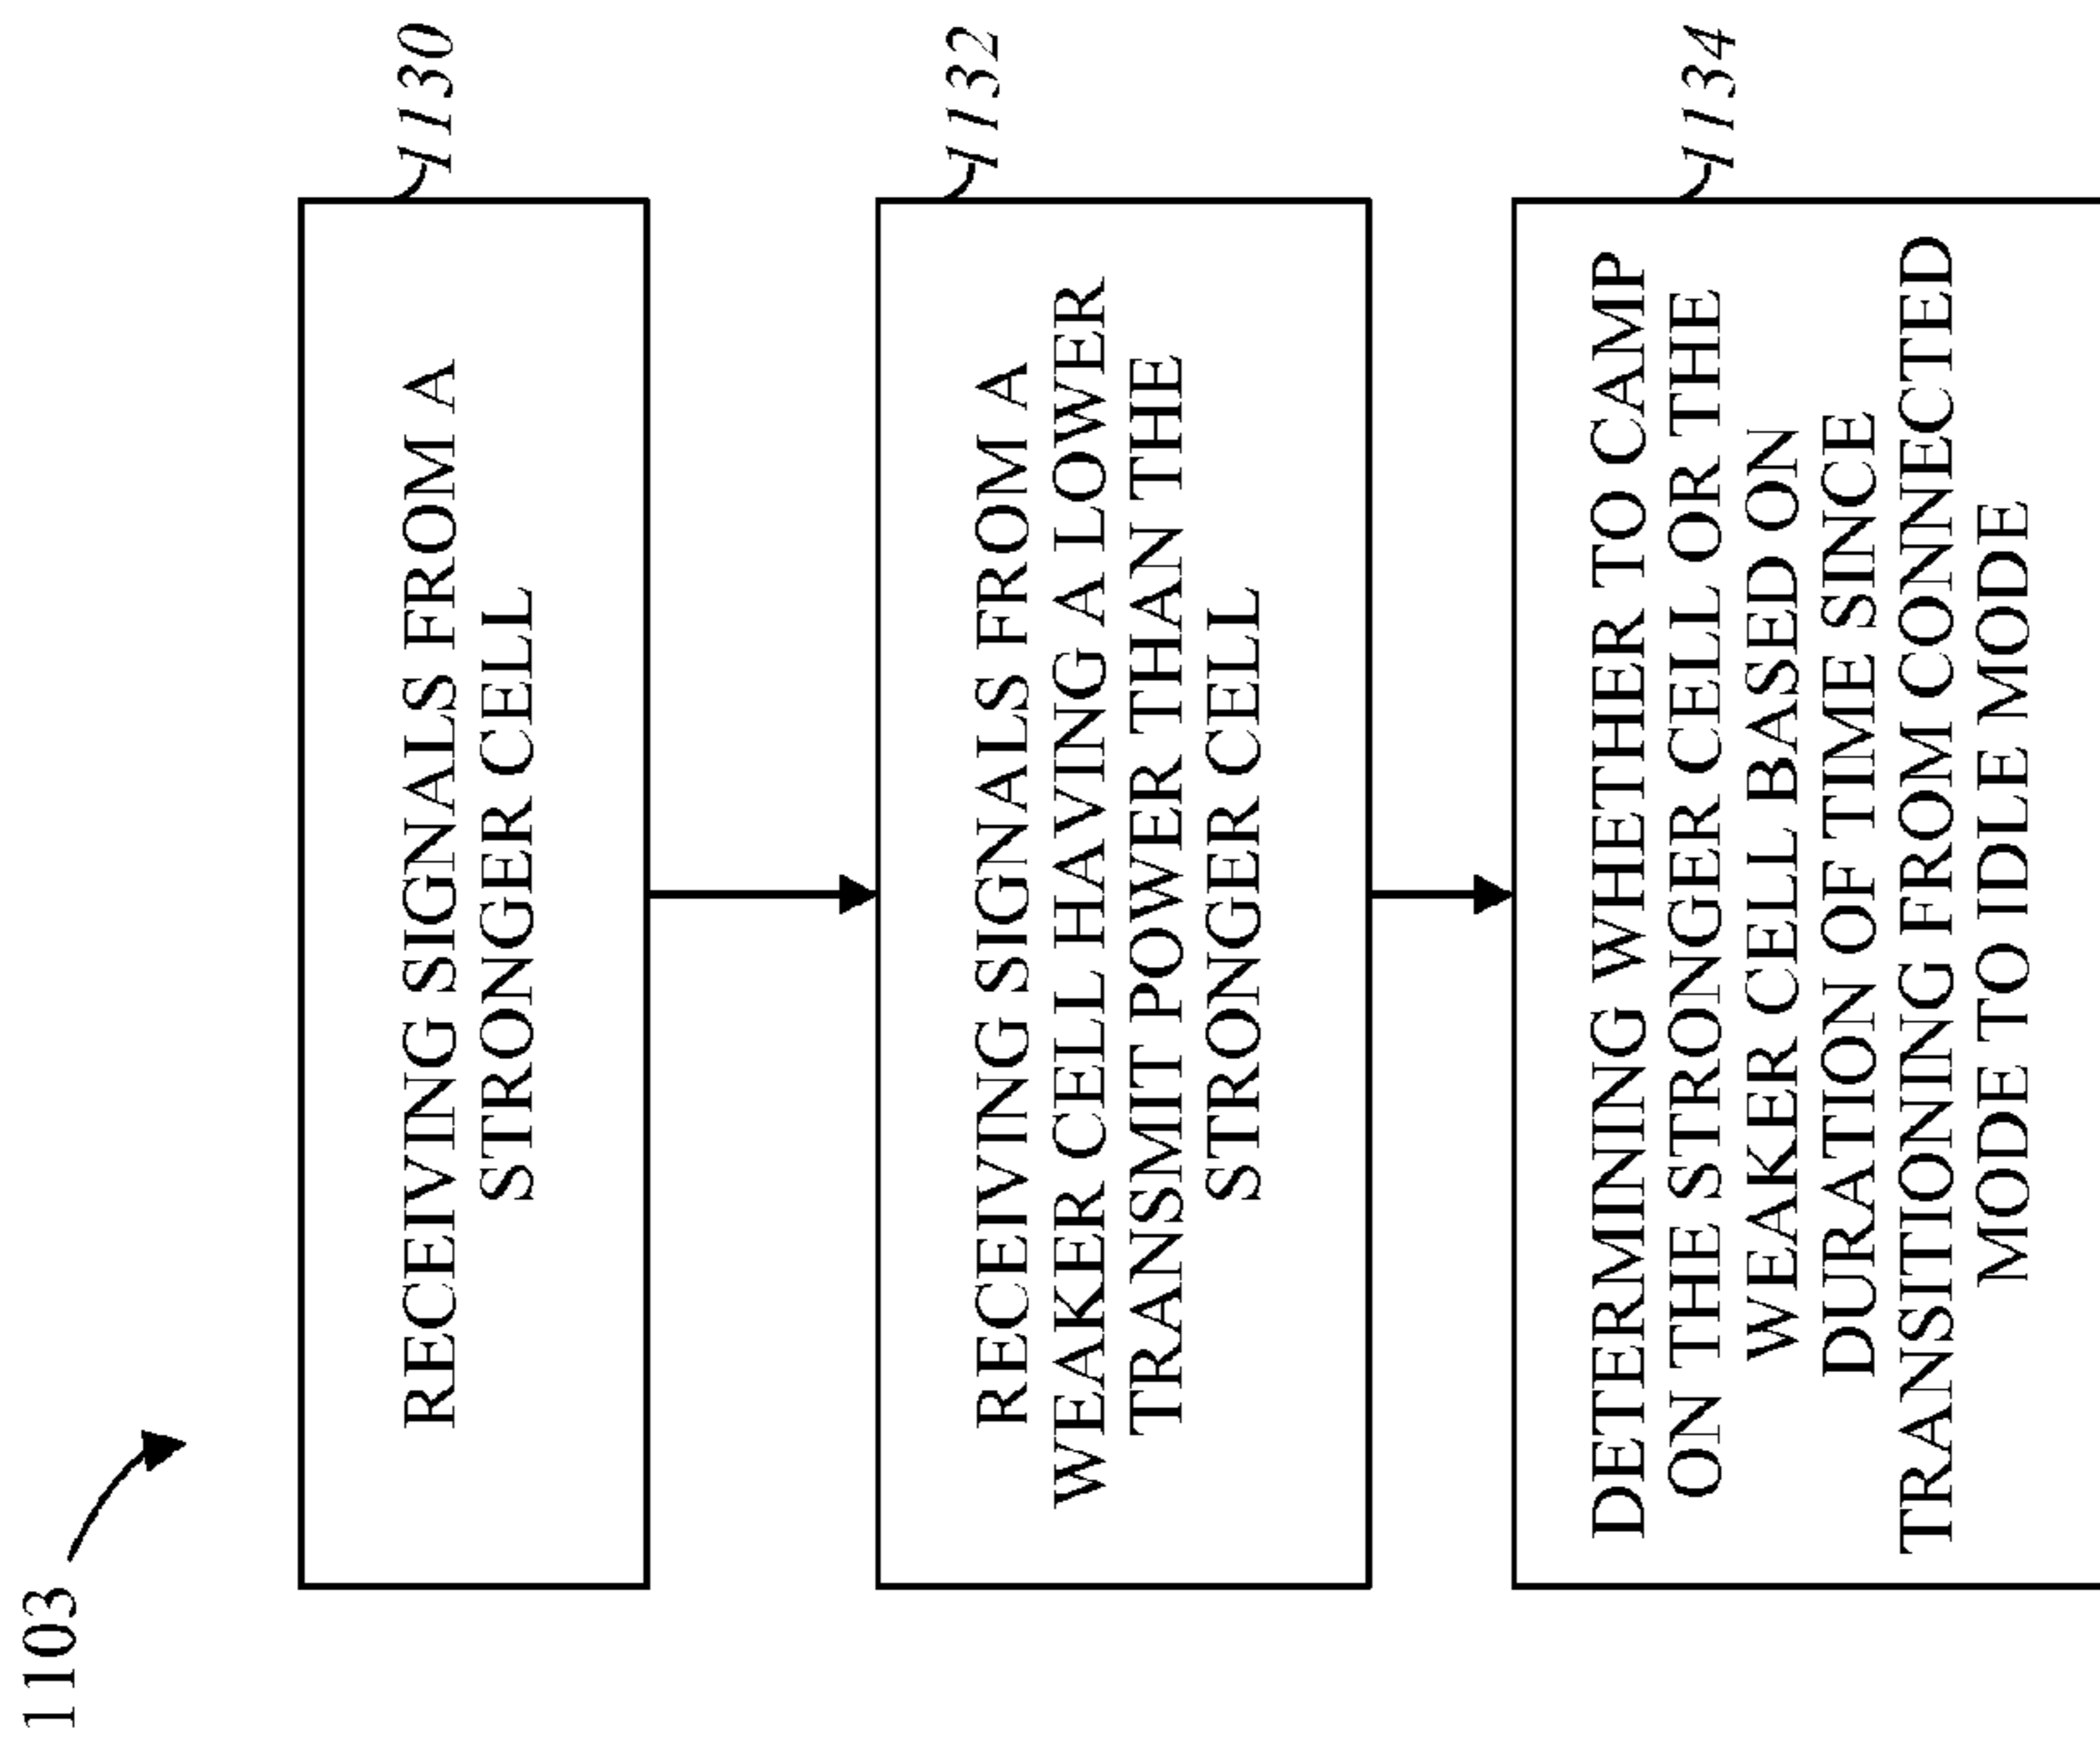 1103
1130
RECEIVING SIGNALS FROM A
STRONGER CELL
1132
RECEIVING SIGNALS FROM A
WEAKER CELL HAVING A LOWER
TRANSMIT POWER THAN THE
STRONGER CELL
1134
DETERMINING WHETHER TO CAMP
ON THE STRONGER CELL OR THE
WEAKER CELL BASED ON
DURATION OF TIME SINCE
TRANSITIONING FROM CONNECTED
MODE TO IDLE MODE